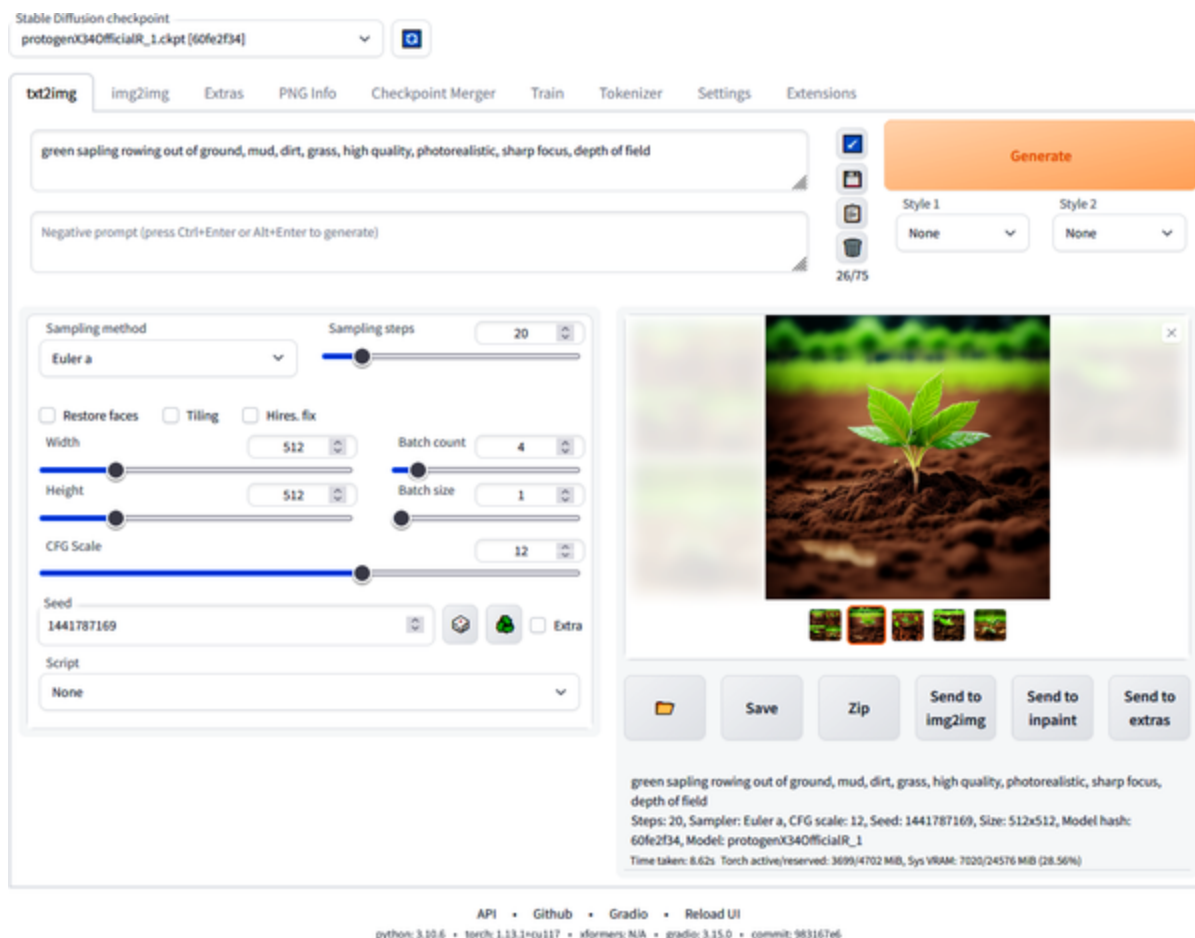 Stable Diffusion checkpoint
protogenX34OfficialR_1.ckpt [60fe2f34]
txt2img img2img Extras PNG Info Checkpoint Merger Train Tokenizer Settings Extensions
green sapling rowing out of ground, mud, dirt, grass, high quality, photorealistic, sharp focus, depth of field
Generate
Style 1 Style 2
None None
Negative prompt (press Ctrl+Enter or Alt+Enter to generate)
26/75
Sampling method Sampling steps 20
Euler a
Restore faces Tiling Hires. fix
Width 512 Batch count 4
Height 512 Batch size 1
CFG Scale 12
Seed
1441787169 Extra
Script
None
Save Zip Send to img2img Send to inpaint Send to extras
green sapling rowing out of ground, mud, dirt, grass, high quality, photorealistic, sharp focus,
depth of field
Steps: 20, Sampler: Euler a, CFG scale: 12, Seed: 1441787169, Size: 512x512, Model hash:
60fe2f34, Model: protogenX34OfficialR_1
Time taken: 8.62s Torch active/reserved: 3699/4702 MiB, Sys VRAM: 7020/24576 MiB (28.56%)
API • Github • Gradio • Reload UI
python: 3.10.6 • torch: 1.13.1+cu117 • xformers: N/A • gradio: 3.15.0 • commit: 983167e6